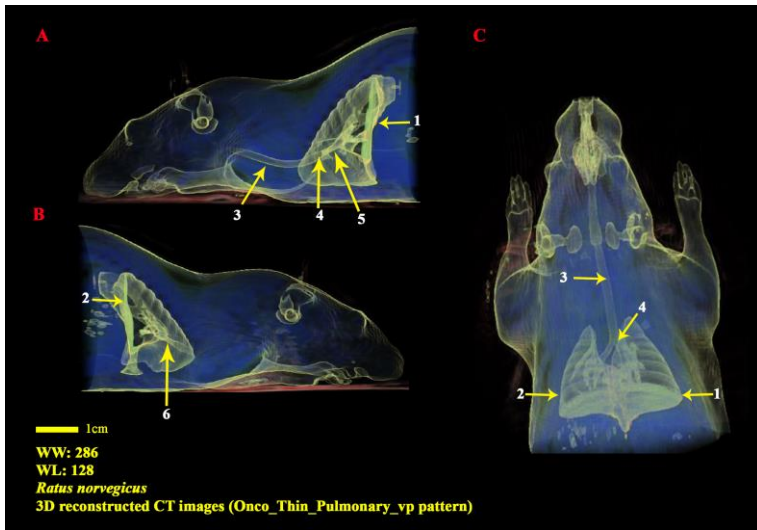 A
C
1
3
4
5
B
2
3
4
6
2
1
1cm
WW: 286
WL: 128
Ratus norvegicus
3D reconstructed CT images (Onco_Thin_Pulmonary_vp pattern)